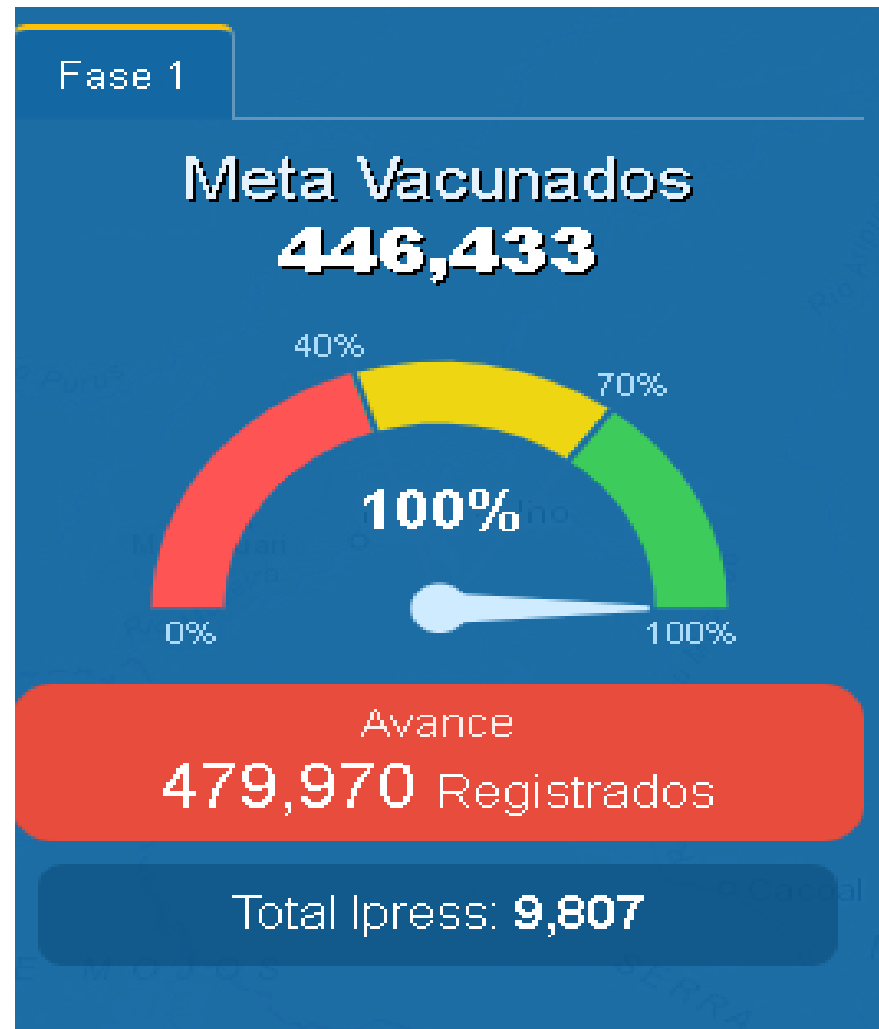 Fase 1
Meta Vacunados
446,433
40%
70%
100%
0%
100%
Avance
479,970 Registrados
Total Ipress: 9,807
Cacoal